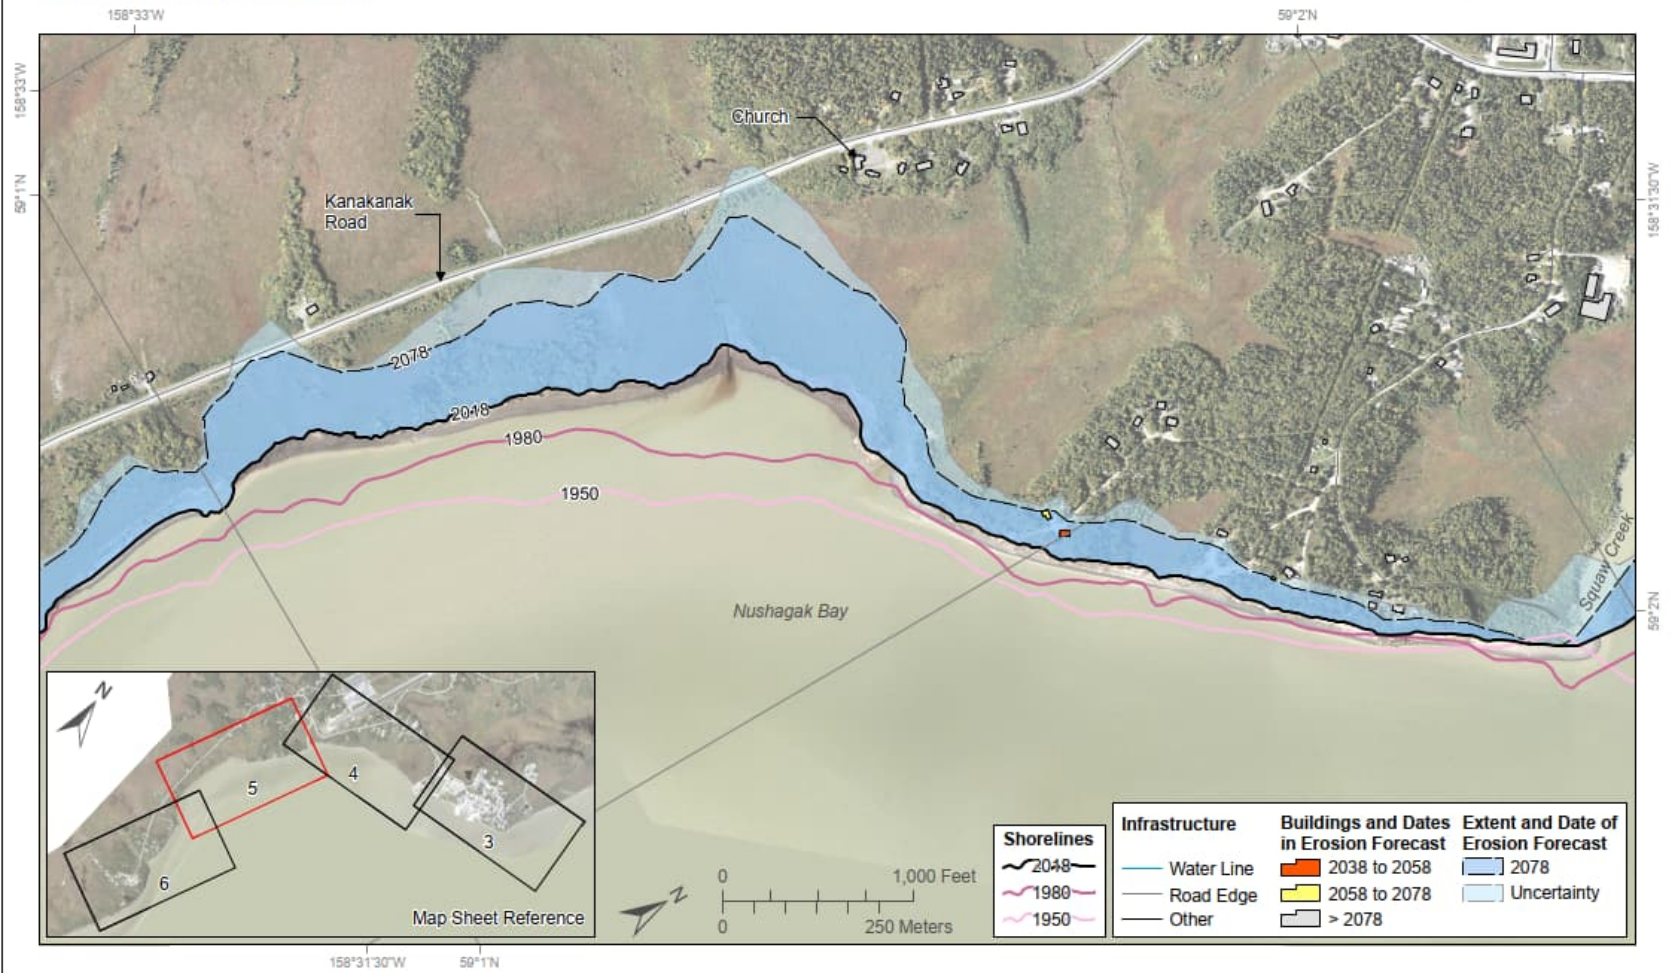 158°33'W
59°2'N
158°33'W
59°1'N
158°31'30"W
59°2'N
Church
Kanakanak
Road
2078
2018
1980
1950
Nushagak Bay
Squaw Creek
N
5
4
3
6
Map Sheet Reference
N
0
1,000 Feet
0
250 Meters
Shorelines
2018
1980
1950
Infrastructure
Water Line
Road Edge
Other
Buildings and Dates
in Erosion Forecast
2038 to 2058
2058 to 2078
> 2078
Extent and Date of
Erosion Forecast
2078
Uncertainty
158°31'30"W
59°1'N